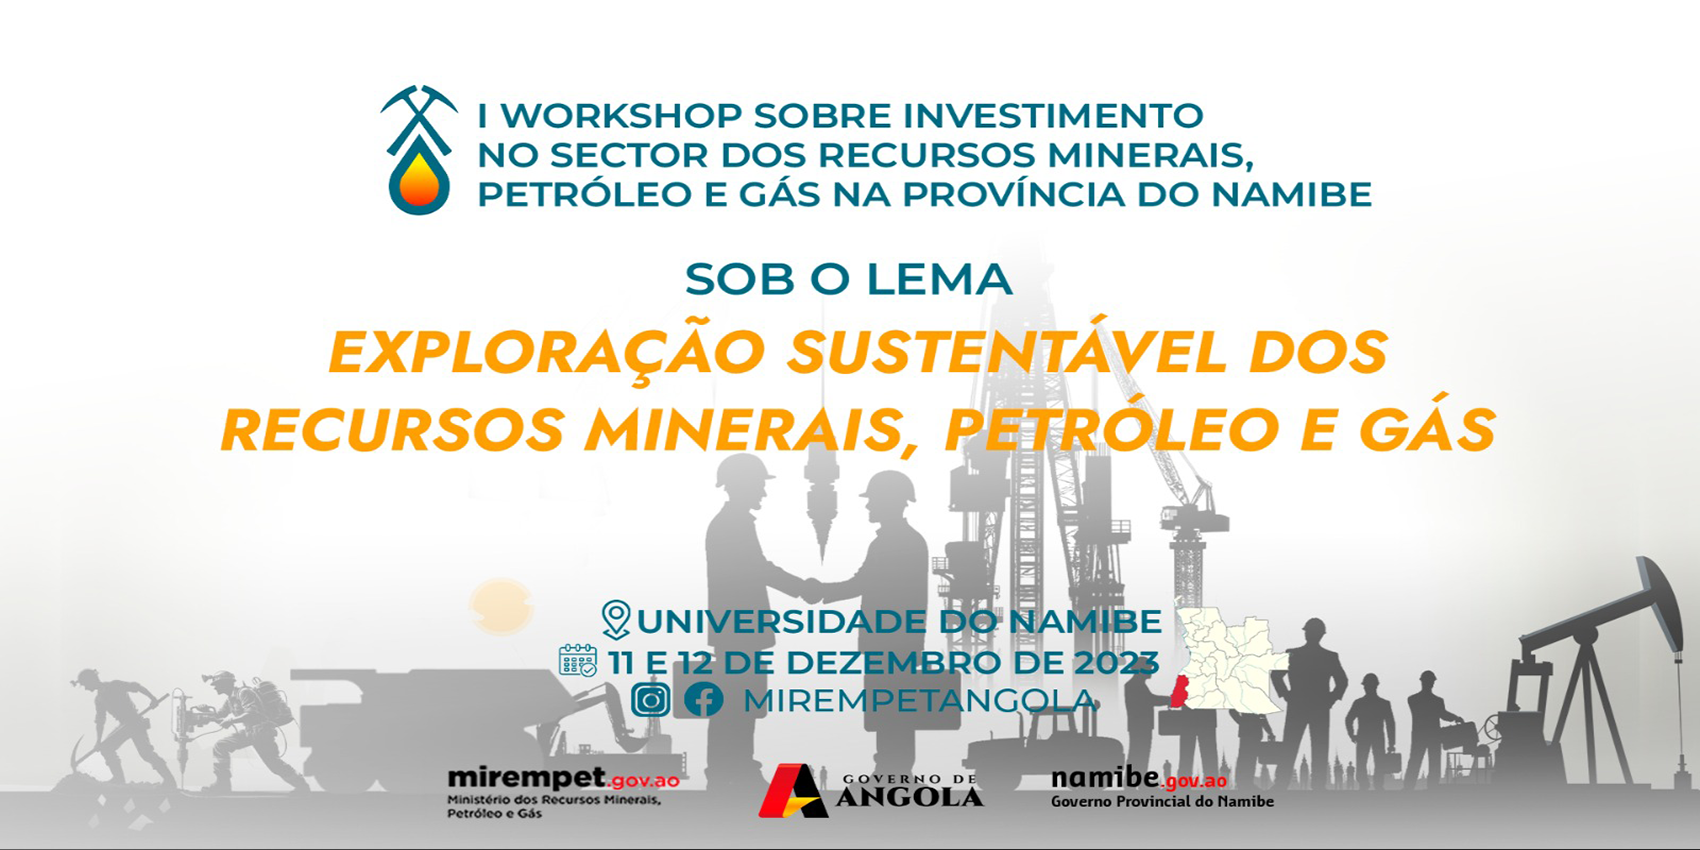 I WORKSHOP SOBRE INVESTIMENTO
NO SECTOR DOS RECURSOS MINERAIS,
PETRÓLEO E GÁS NA PROVÍNCIA DO NAMIBE
SOB O LEMA
EXPLORAÇÃO SUSTENTÁVEL DOS
RECURSOS MINERAIS, PETRÓLEO E GÁS
UNIVERSIDADE DO NAMIBE
11 E 12 DE DEZEMBRO DE 2023
MIREMPETANGOLA
mirempet.gov.ao
Ministério dos Recursos Minerais,
Petróleo e Gás
GOVERNO DE
ANGOLA
namibe.gov.ao
Governo Provincial do Namibe